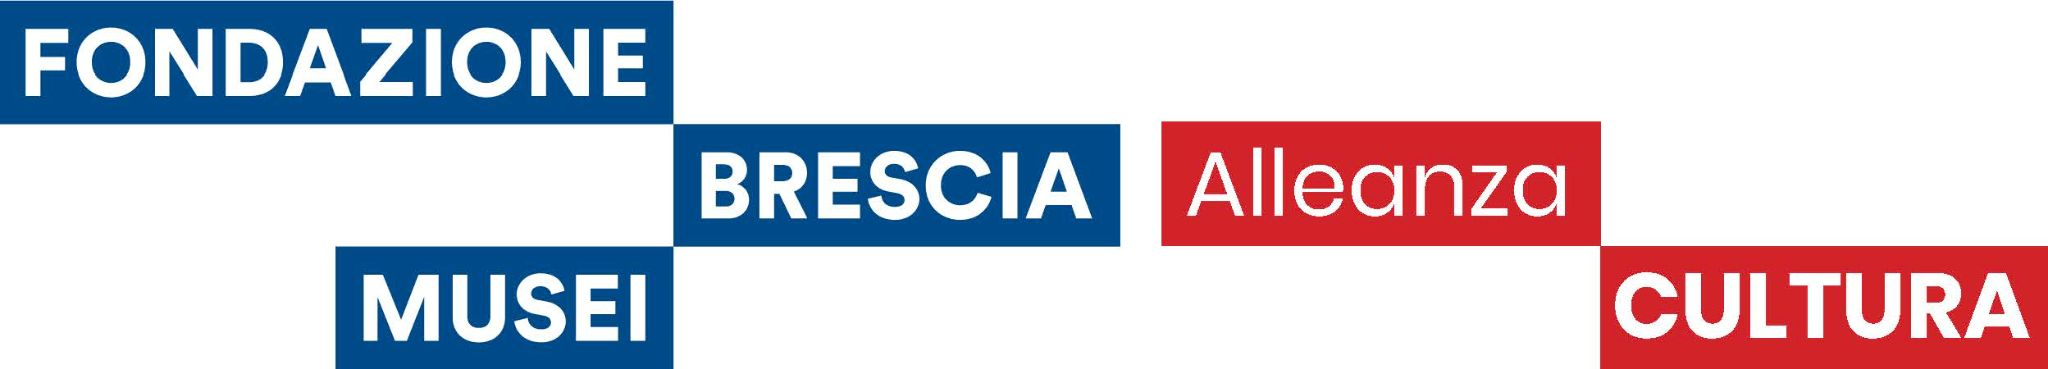 FONDAZIONE
BRESCIA
MUSEI
Alleanza
CULTURA